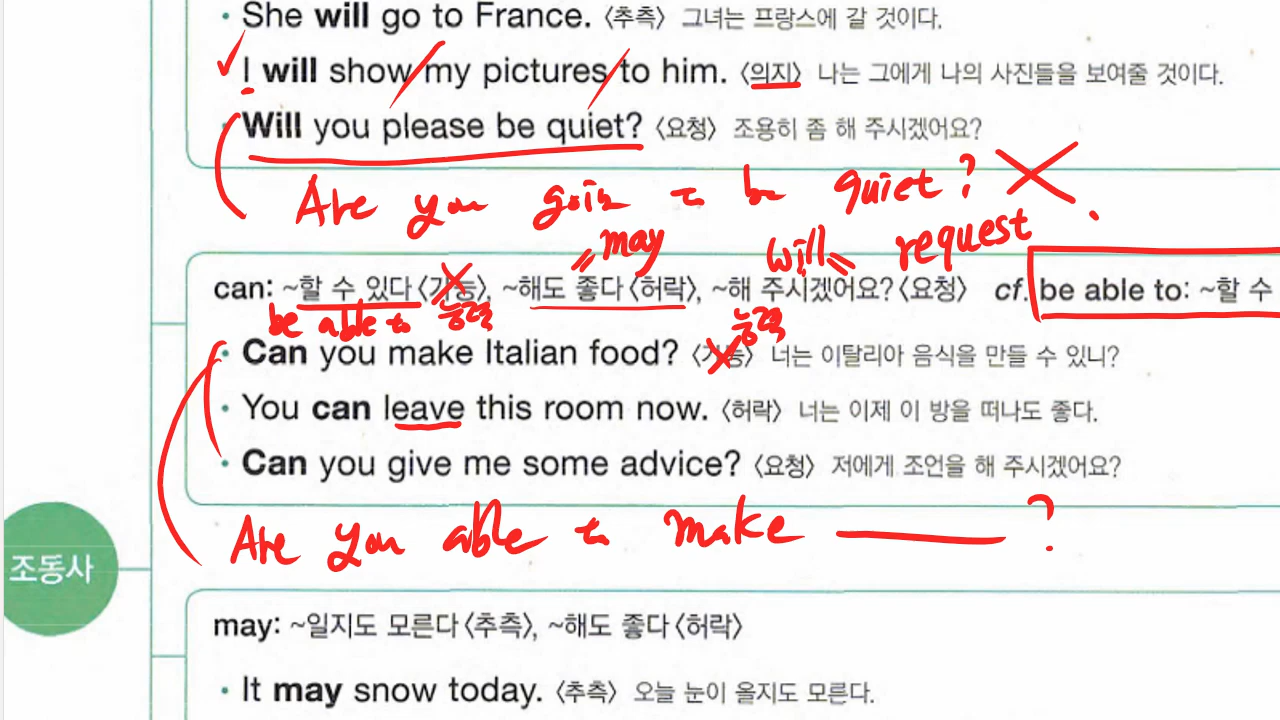 • She will go to France. 〈추측〉 그녀는 프랑스에 갈 것이다.
I will show my pictures to him. 〈의지〉 나는 그에게 나의 사진들을 보여줄 것이다.
Will you please be quiet? 〈요청〉 조용히 좀 해 주시겠어요?
Are you goin to be quiet?
= may
will =
request
can: ~할 수 있다〈가능〉, ~해도 좋다〈허락〉, ~해 주시겠어요?〈요청〉 cf. be able to: ~할 수
be able to 능력
능력
• Can you make Italian food? 〈가능〉 너는 이탈리아 음식을 만들 수 있니?
• You can leave this room now. 〈허락〉 너는 이제 이 방을 떠나도 좋다.
• Can you give me some advice? 〈요청〉 저에게 조언을 해 주시겠어요?
Are you able to make ?
조동사
may: ~일지도 모른다〈추측〉, ~해도 좋다〈허락〉
• It may snow today. 〈추측〉 오늘 눈이 올지도 모른다.